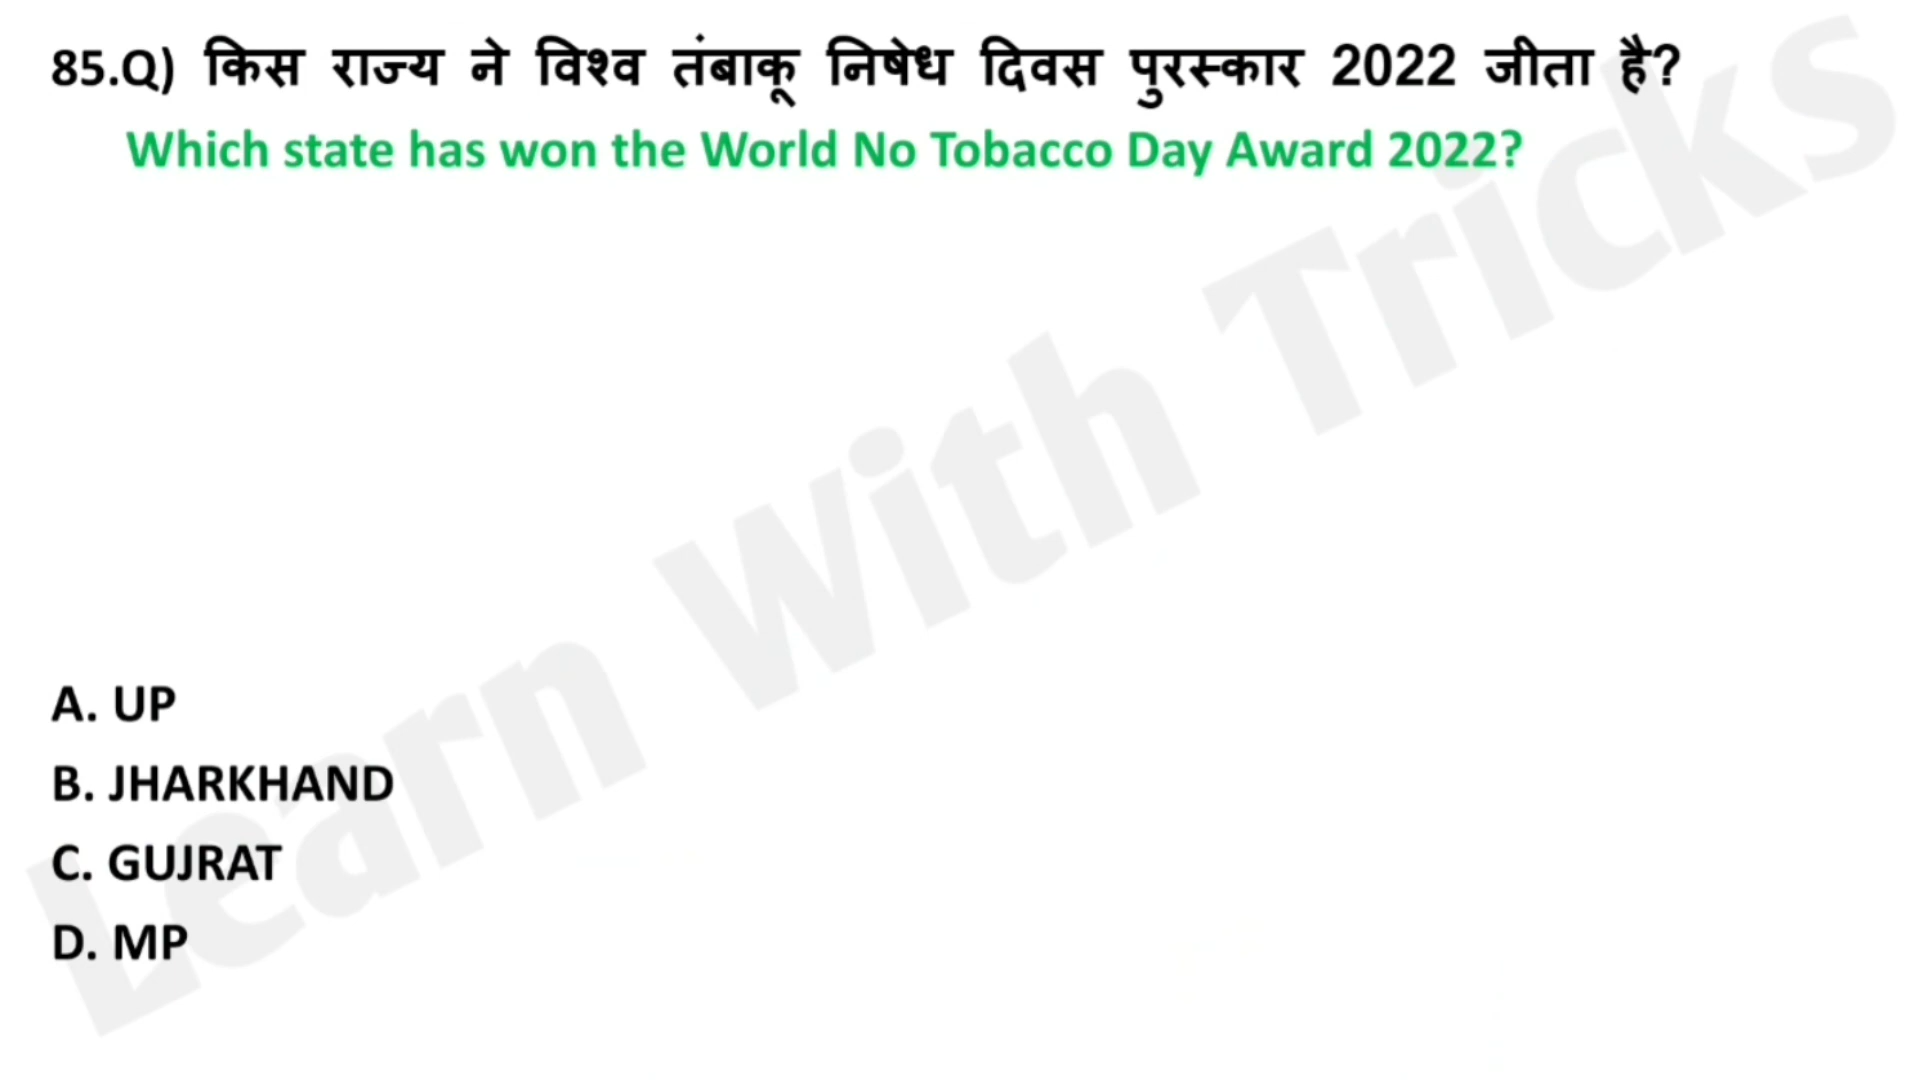 85.Q) किस राज्य ने विश्व तंबाकू निषेध दिवस पुरस्कार 2022 जीता है?
Which state has won the World No Tobacco Day Award 2022?
A. UP
B. JHARKHAND
C. GUJRAT
D. MP
Learn With Tricks